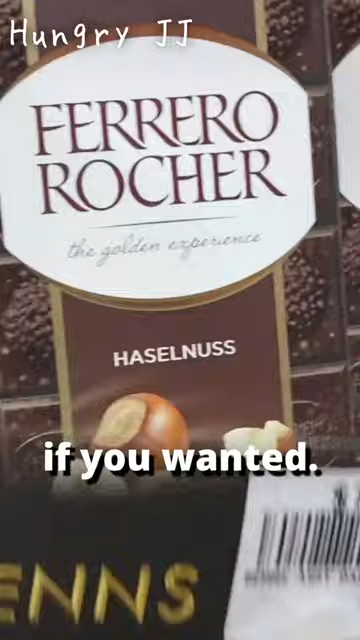 Hungry JJ
FERRERO
ROCHER
the golden experience
HASELNUSS
if you wanted.
ENNS